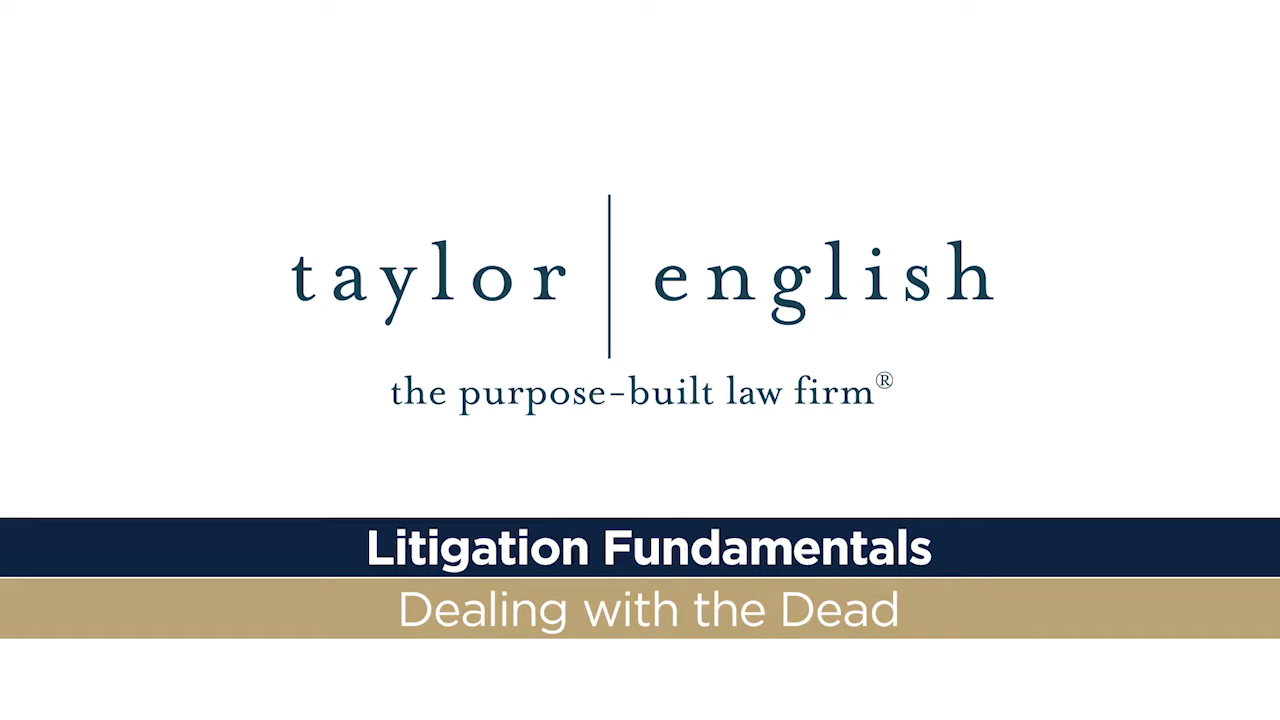 taylor | english
the purpose-built law firm®
Litigation Fundamentals
Dealing with the Dead